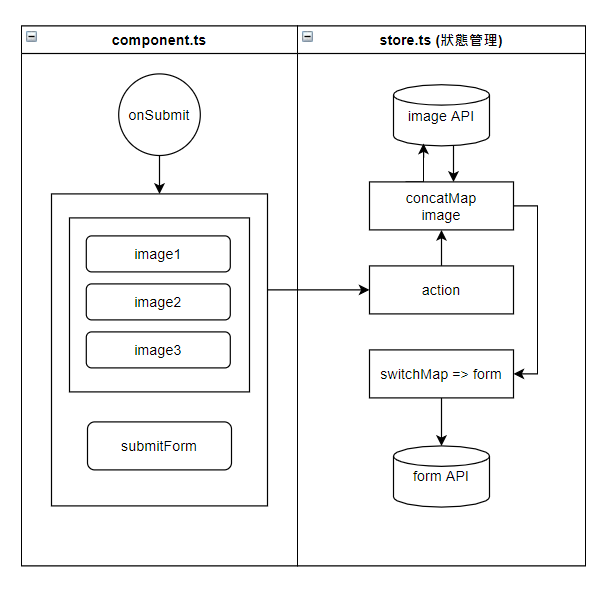 component.ts
store.ts (狀態管理)
onSubmit
image1
image2
image3
submitForm
image API
concatMap
image
action
switchMap => form
form API